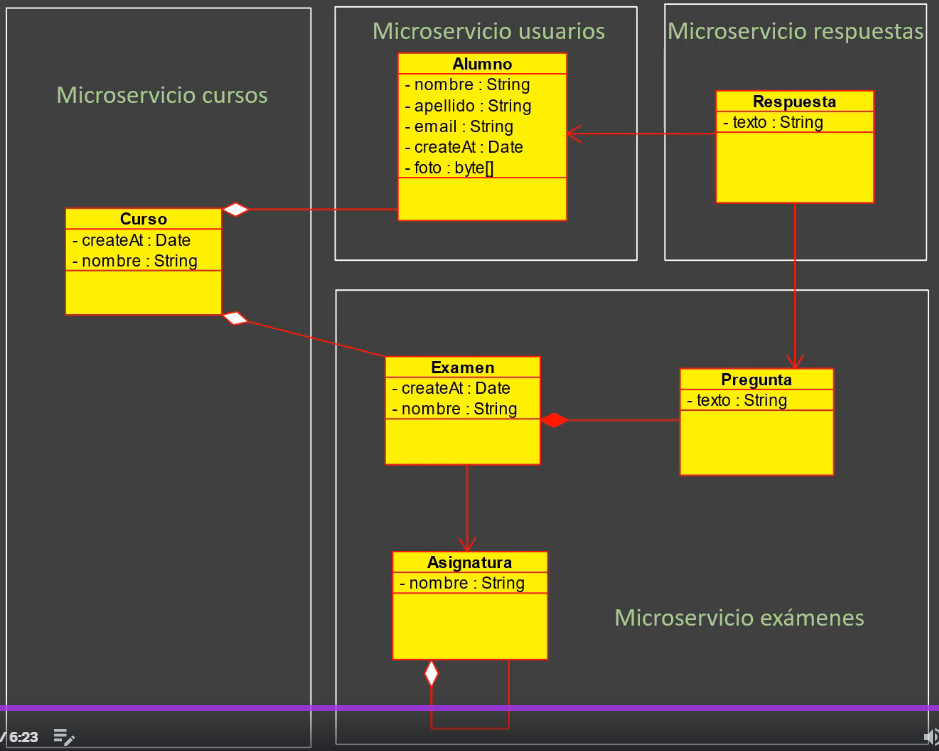 Microservicio cursos
Curso
- createAt : Date
- nombre : String
Microservicio usuarios
Alumno
- nombre : String
- apellido : String
- email : String
- createAt : Date
- foto : byte[]
Microservicio respuestas
Respuesta
- texto : String
Examen
- createAt : Date
- nombre : String
Pregunta
- texto : String
Asignatura
- nombre : String
Microservicio exámenes
/ 6:23